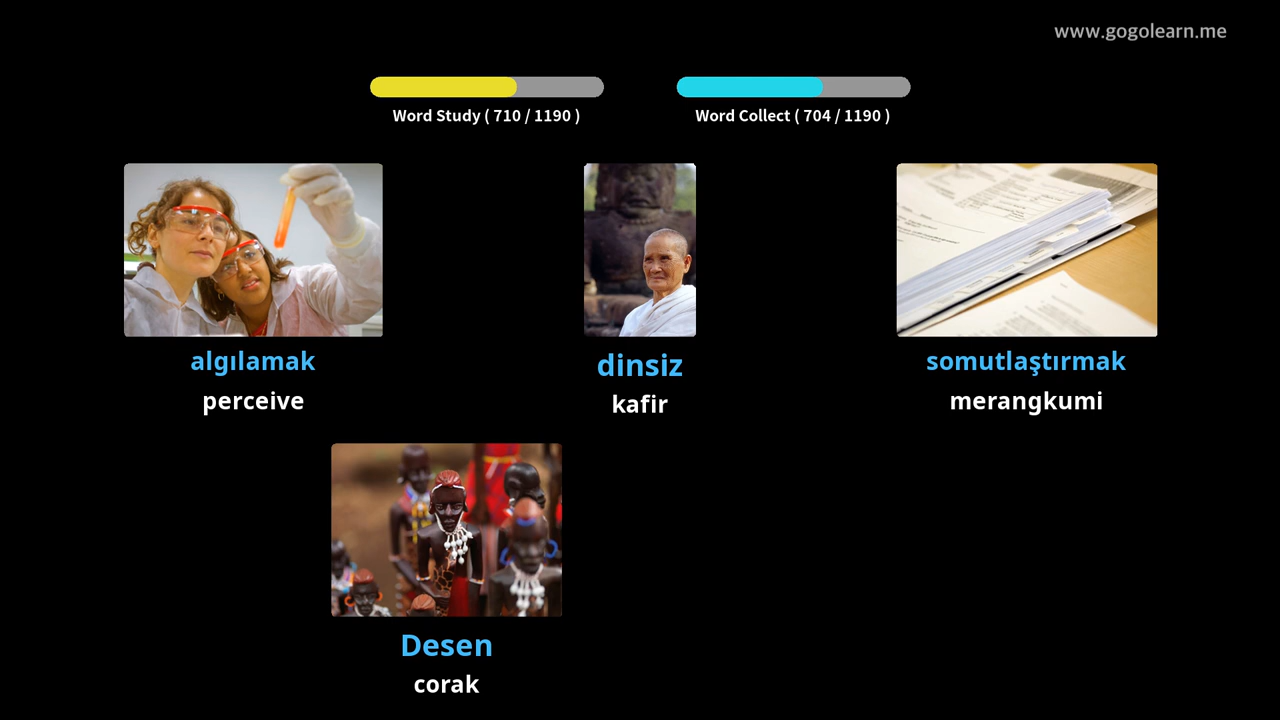 www.gogolearn.me
Word Study ( 710 / 1190 )
Word Collect ( 704 / 1190 )
algılamak
perceive
dinsiz
kafir
somutlaştırmak
merangkumi
Desen
corak